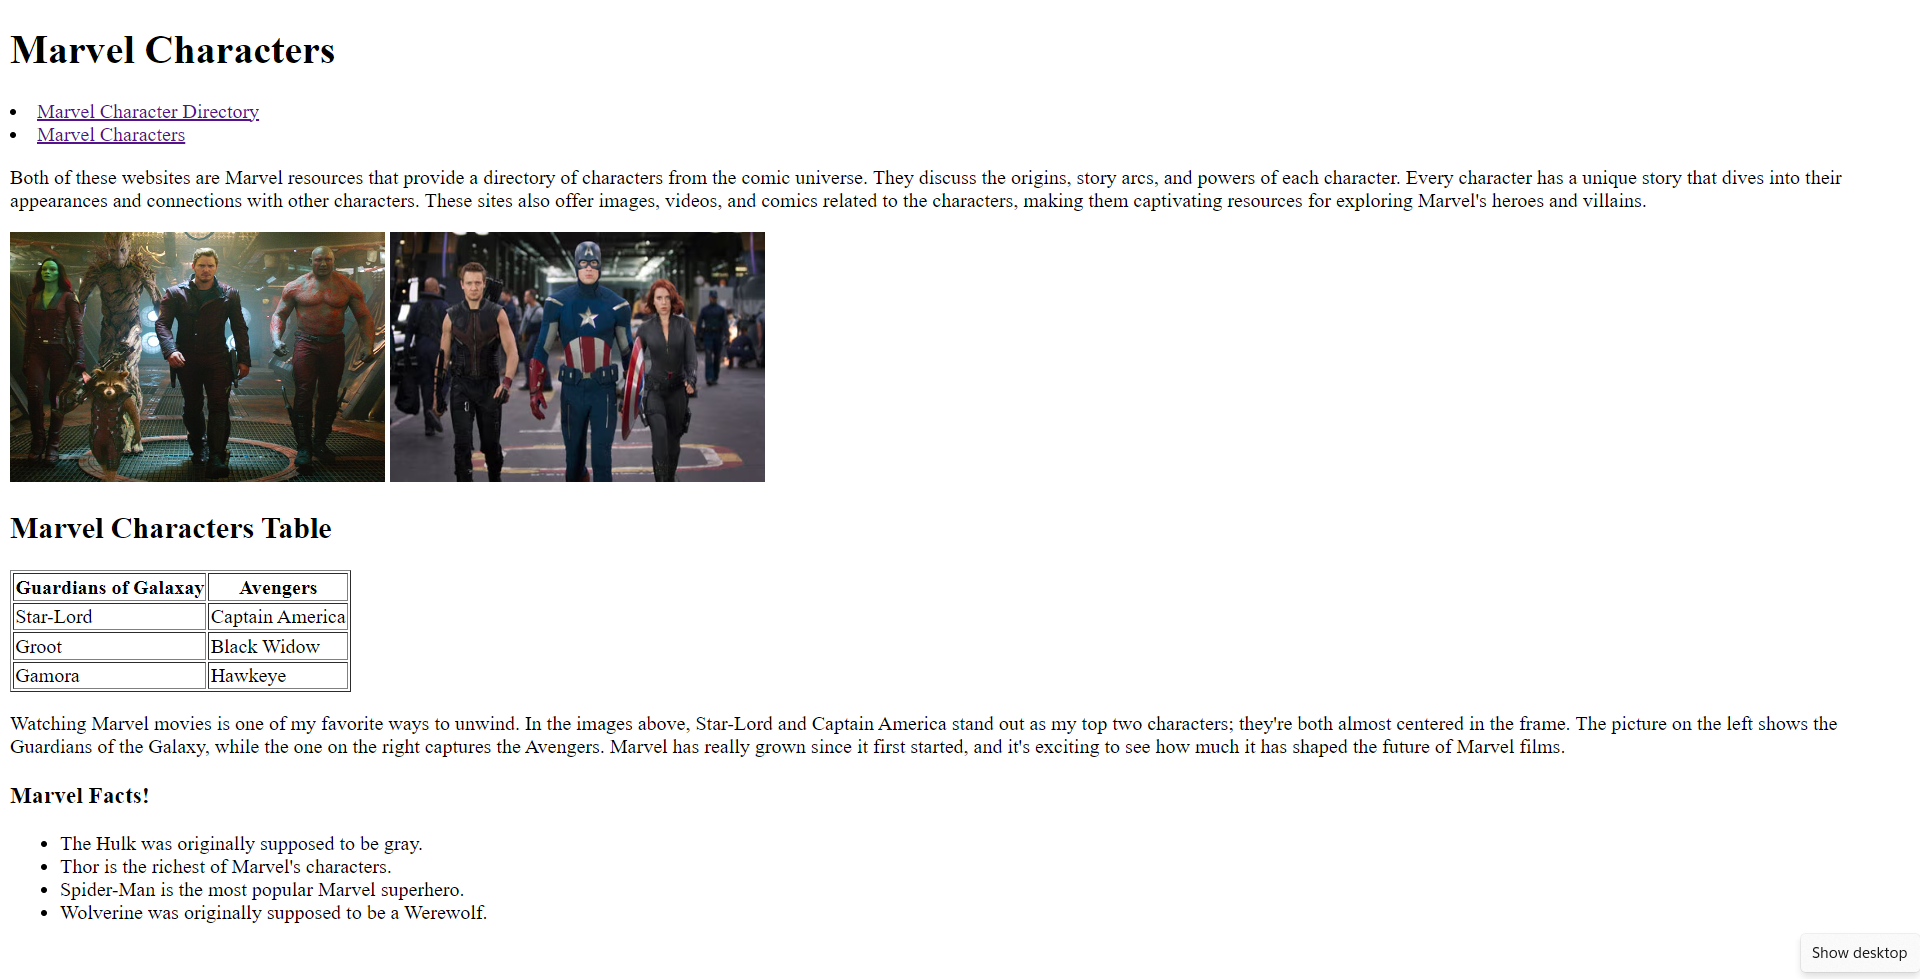 Marvel Characters
Marvel Character Directory
Marvel Characters
Both of these websites are Marvel resources that provide a directory of characters from the comic universe. They discuss the origins, story arcs, and powers of each character. Every character has a unique story that dives into their
appearances and connections with other characters. These sites also offer images, videos, and comics related to the characters, making them captivating resources for exploring Marvel's heroes and villains.
Marvel Characters Table
Guardians of Galaxay Avengers
Star-Lord Captain America
Groot Black Widow
Gamora Hawkeye
Watching Marvel movies is one of my favorite ways to unwind. In the images above, Star-Lord and Captain America stand out as my top two characters; they're both almost centered in the frame. The picture on the left shows the
Guardians of the Galaxy, while the one on the right captures the Avengers. Marvel has really grown since it first started, and it's exciting to see how much it has shaped the future of Marvel films.
Marvel Facts!
The Hulk was originally supposed to be gray.
Thor is the richest of Marvel's characters.
Spider-Man is the most popular Marvel superhero.
Wolverine was originally supposed to be a Werewolf.
Show desktop